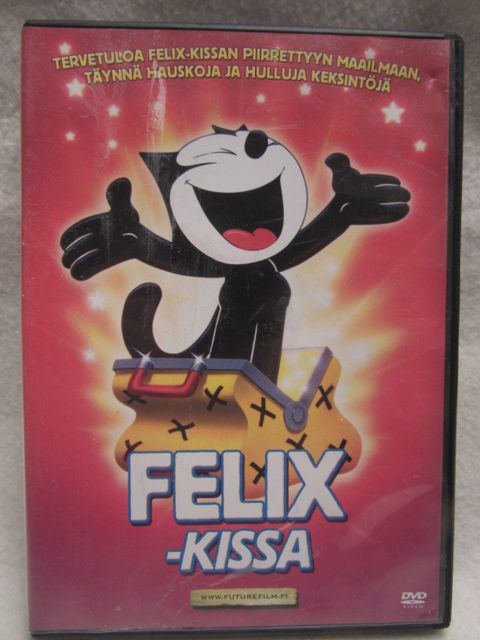 TERVETULOA FELIX-KISSAN PIIRRETTYYN MAAILMAAN,
TÄYNNÄ HAUSKOJA JA HULLUJA KEKSINTÖJÄ
FELIX
-KISSA
WWW.FUTUREFILM.FI
DVD
VIDEO